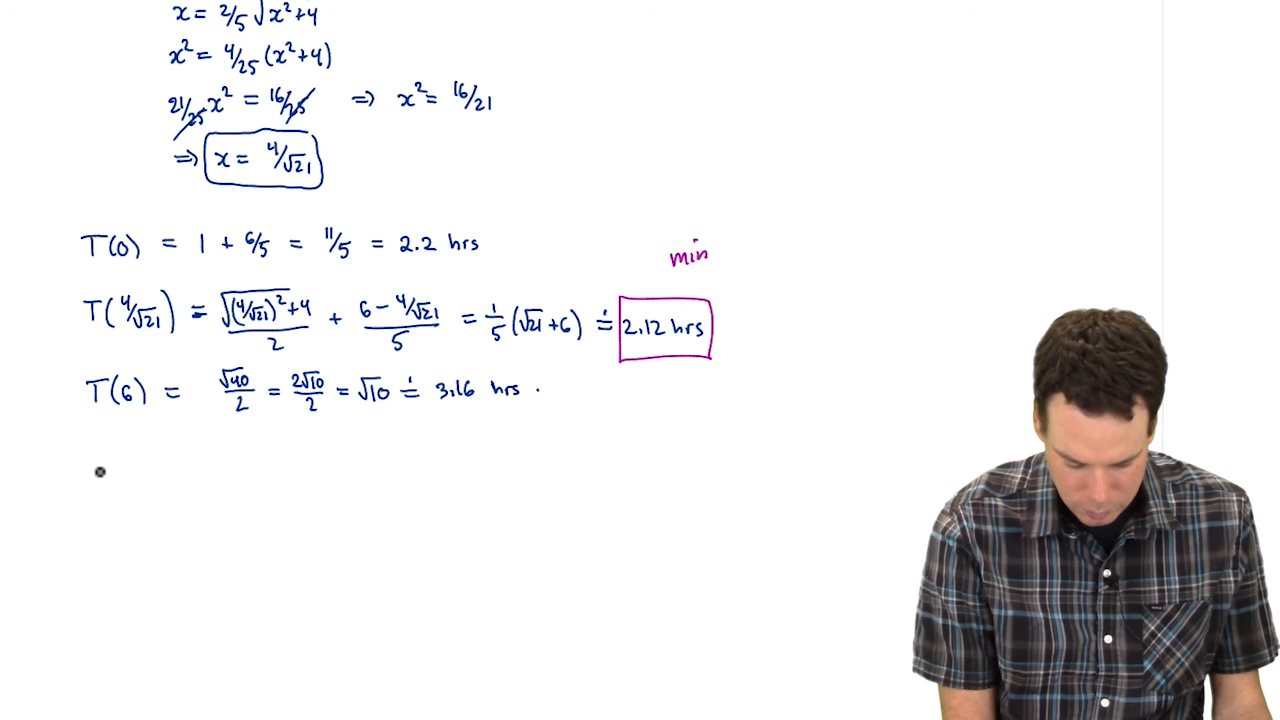 x = 2/5 √x²+4
x² = 4/25 (x²+4)
21/25 x² = 16/25 ⇒ x² = 16/21
⇒ x = 4/√21
T(0) = 1 + 6/5 = 11/5 = 2.2 hrs
min
T(4/√21) = √(4/√21)²+4 / 2 + 6 - 4/√21 / 5 = 1/5 (√21 + 6) ≐ 2.12 hrs
T(6) = √40/2 = 2√10/2 = √10 ≐ 3.16 hrs.